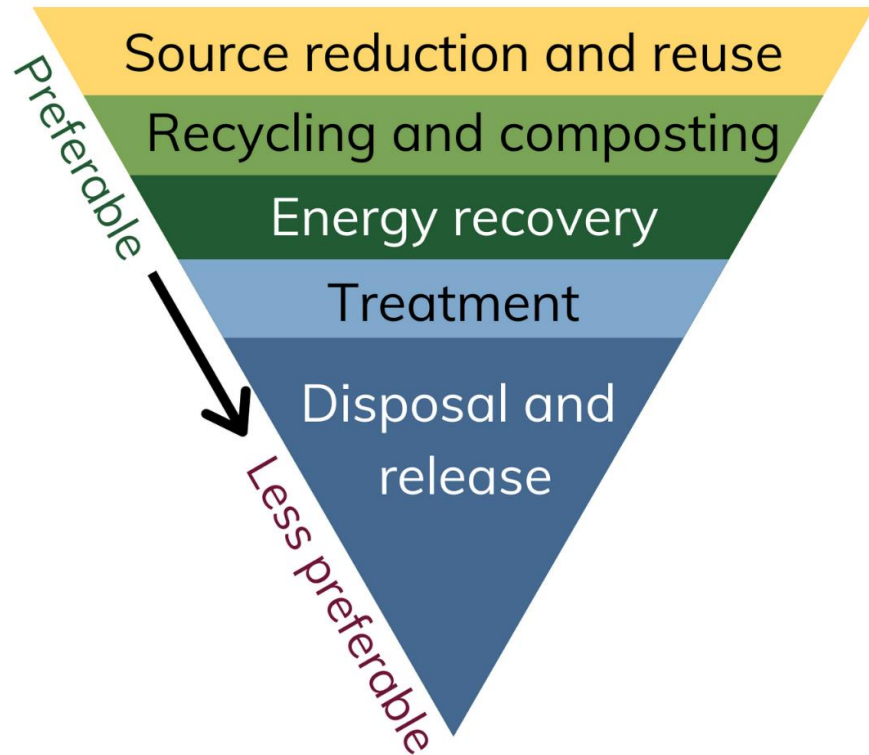 Source reduction and reuse
Recycling and composting
Energy recovery
Treatment
Disposal and
release
Preferable
Less preferable